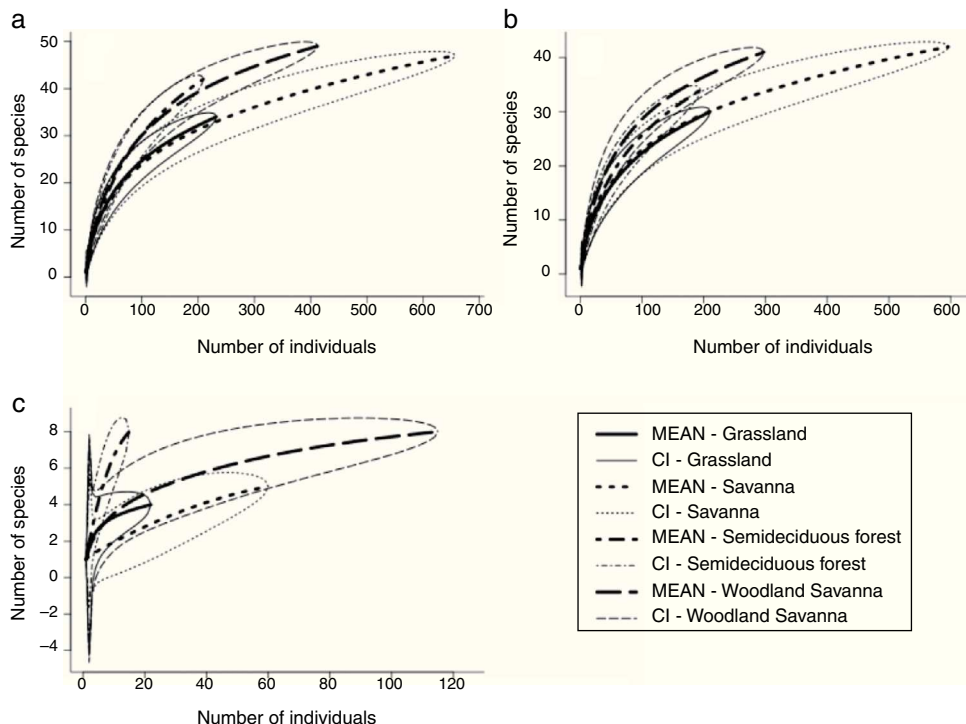 a
50
40
30
20
10
0
Number of species
0 100 200 300 400 500 600 700
Number of individuals
b
40
30
20
10
0
Number of species
0 100 200 300 400 500 600
Number of individuals
c
8
6
4
2
0
−2
−4
Number of species
0 20 40 60 80 100 120
Number of individuals
MEAN - Grassland
CI - Grassland
MEAN - Savanna
CI - Savanna
MEAN - Semideciduous forest
CI - Semideciduous forest
MEAN - Woodland Savanna
CI - Woodland Savanna